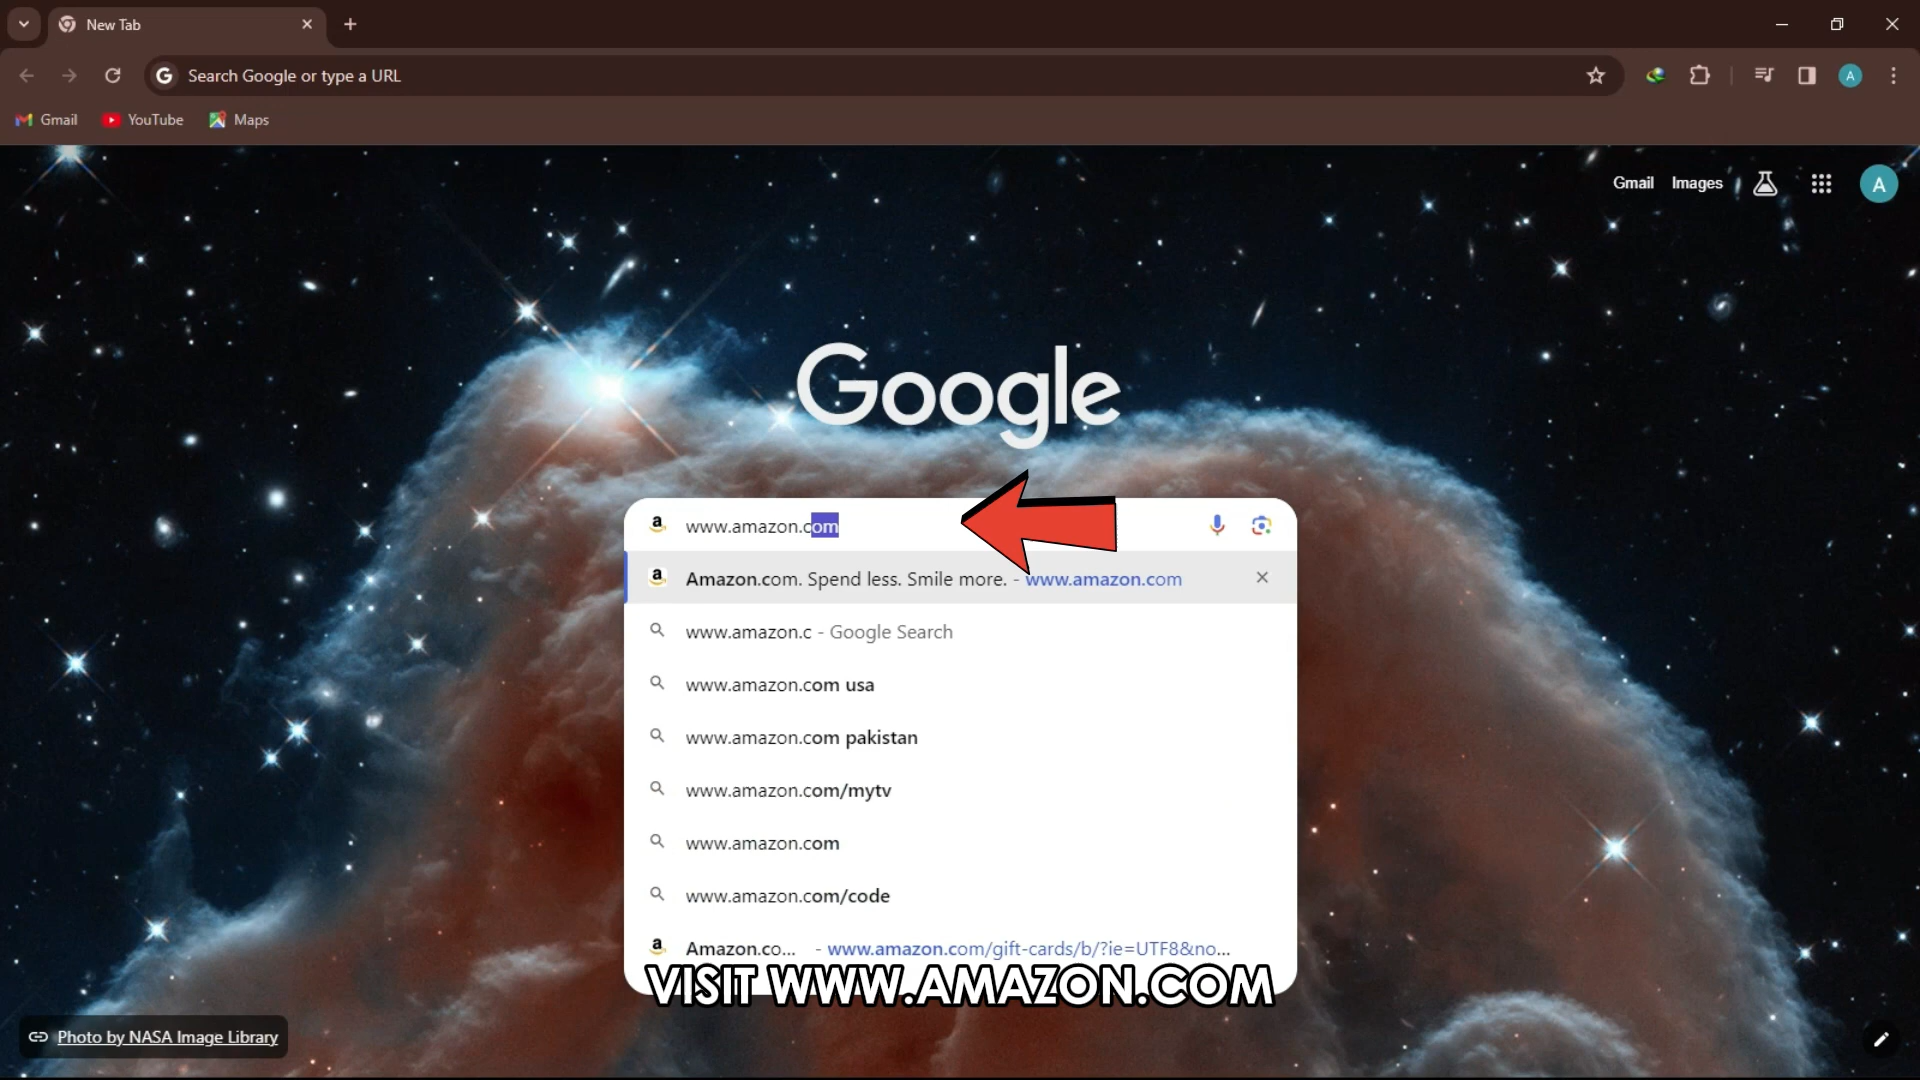 New Tab
Search Google or type a URL
A
Gmail YouTube Maps
Gmail Images A
Google
www.amazon.com
Amazon.com. Spend less. Smile more. - www.amazon.com
www.amazon.c - Google Search
www.amazon.com usa
www.amazon.com pakistan
www.amazon.com/mytv
www.amazon.com
www.amazon.com/code
Amazon.co... - www.amazon.com/gift-cards/b/?ie=UTF8&no...
VISIT WWW.AMAZON.COM
Photo by NASA Image Library